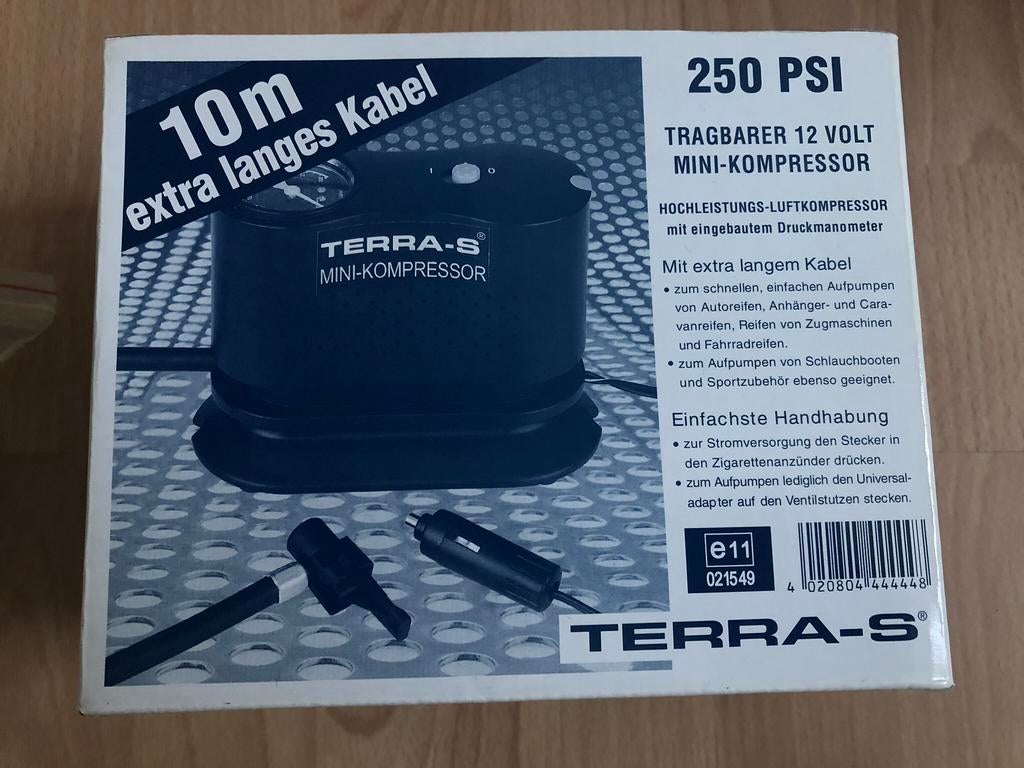 10m
extra langes Kabel
I O
TERRA-S®
MINI-KOMPRESSOR
250 PSI
TRAGBARER 12 VOLT
MINI-KOMPRESSOR
HOCHLEISTUNGS-LUFTKOMPRESSOR
mit eingebautem Druckmanometer
Mit extra langem Kabel
• zum schnellen, einfachen Aufpumpen
von Autoreifen, Anhänger- und Cara-
vanreifen, Reifen von Zugmaschinen
und Fahrradreifen.
• zum Aufpumpen von Schlauchbooten
und Sportzubehör ebenso geeignet.
Einfachste Handhabung
• zur Stromversorgung den Stecker in
den Zigarettenanzünder drücken.
• zum Aufpumpen lediglich den Universal-
adapter auf den Ventilstutzen stecken.
e11
021549
4 020804 444448
TERRA-S®